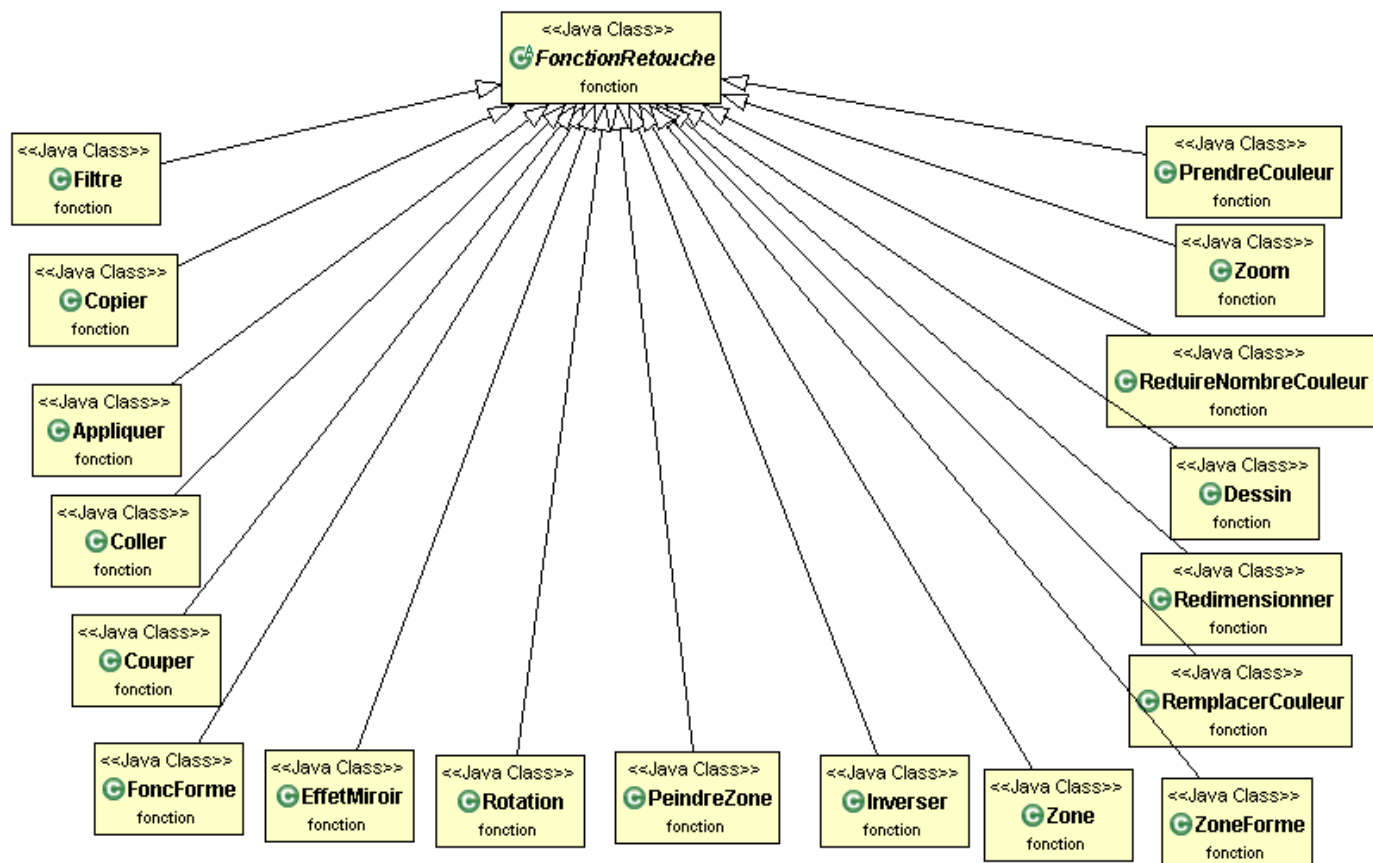 <<Java Class>>
FonctionRetouche
fonction
<<Java Class>>
Filtre
fonction
<<Java Class>>
PrendreCouleur
fonction
<<Java Class>>
Copier
fonction
<<Java Class>>
Zoom
fonction
<<Java Class>>
Appliquer
fonction
<<Java Class>>
ReduireNombreCouleur
fonction
<<Java Class>>
Coller
fonction
<<Java Class>>
Dessin
fonction
<<Java Class>>
Couper
fonction
<<Java Class>>
Redimensionner
fonction
<<Java Class>>
RemplacerCouleur
fonction
<<Java Class>>
FoncForme
fonction
<<Java Class>>
EffetMiroir
fonction
<<Java Class>>
Rotation
fonction
<<Java Class>>
PeindreZone
fonction
<<Java Class>>
Inverser
fonction
<<Java Class>>
Zone
fonction
<<Java Class>>
ZoneForme
fonction